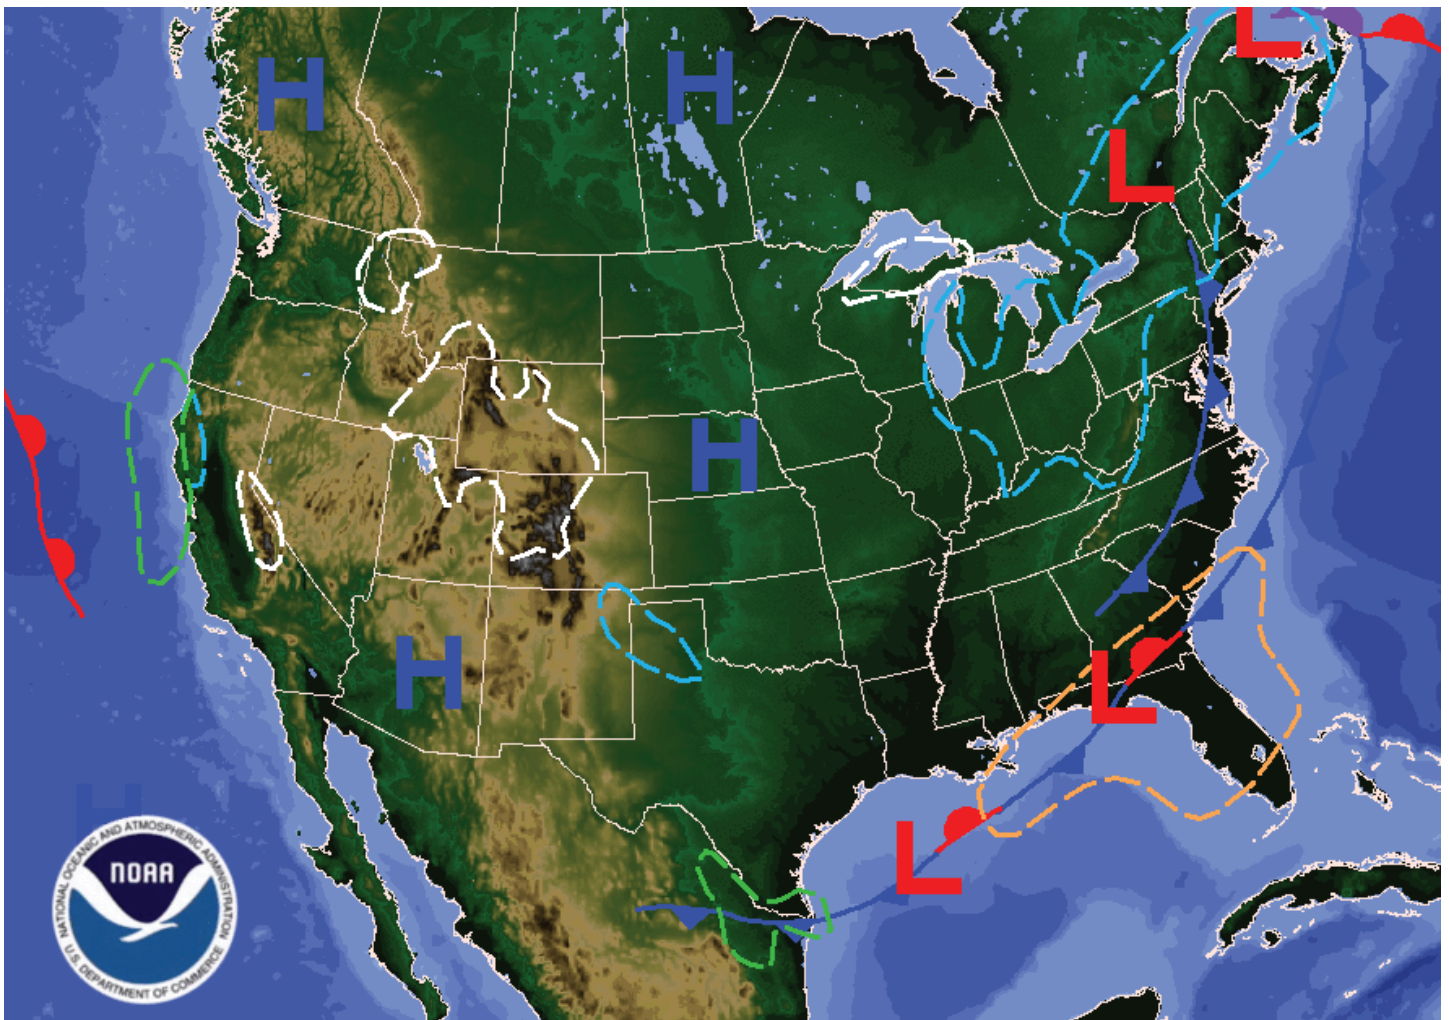 H
H
L
L
H
H
L
L
H
NATIONAL OCEANIC AND ATMOSPHERIC ADMINISTRATION
NOAA
U.S. DEPARTMENT OF COMMERCE